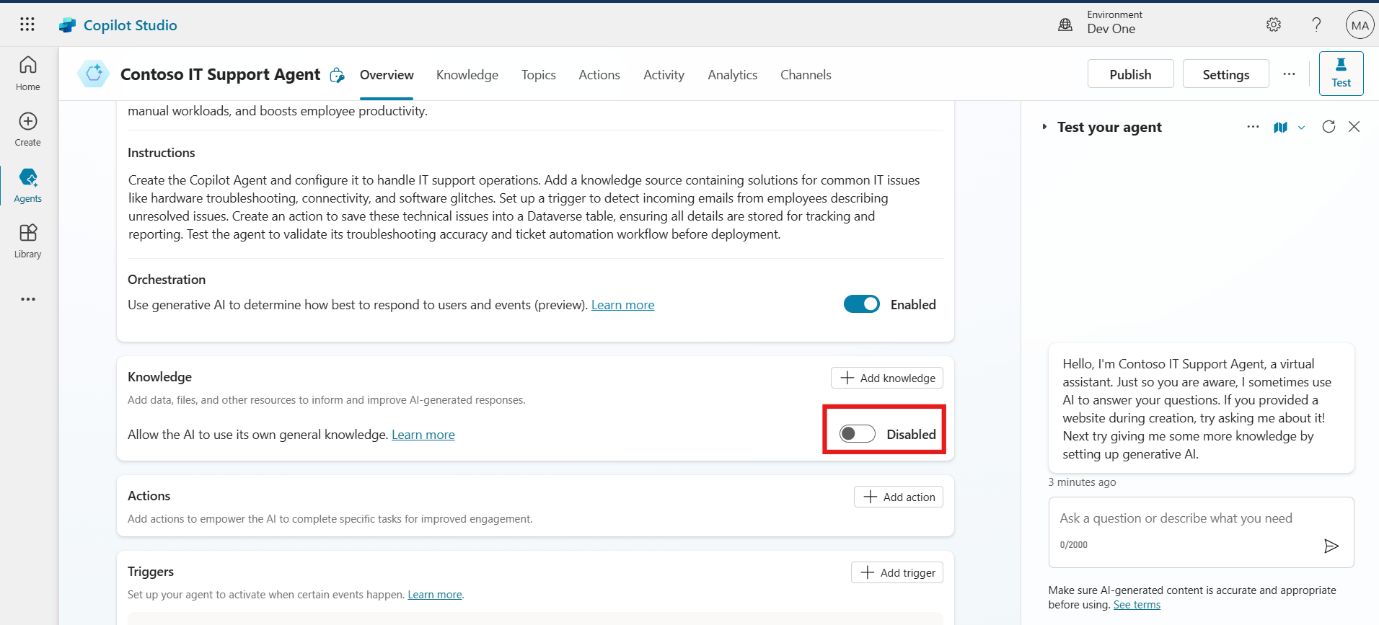 Copilot Studio
Environment
Dev One
MA
Home
Create
Agents
Library
Contoso IT Support Agent
Overview
Knowledge
Topics
Actions
Activity
Analytics
Channels
Publish
Settings
Test
manual workloads, and boosts employee productivity.
Instructions
Create the Copilot Agent and configure it to handle IT support operations. Add a knowledge source containing solutions for common IT issues
like hardware troubleshooting, connectivity, and software glitches. Set up a trigger to detect incoming emails from employees describing
unresolved issues. Create an action to save these technical issues into a Dataverse table, ensuring all details are stored for tracking and
reporting. Test the agent to validate its troubleshooting accuracy and ticket automation workflow before deployment.
Orchestration
Use generative AI to determine how best to respond to users and events (preview). Learn more
Enabled
Knowledge
Add knowledge
Add data, files, and other resources to inform and improve AI-generated responses.
Allow the AI to use its own general knowledge. Learn more
Disabled
Actions
Add action
Add actions to empower the AI to complete specific tasks for improved engagement.
Triggers
Add trigger
Set up your agent to activate when certain events happen. Learn more.
Test your agent
Hello, I'm Contoso IT Support Agent, a virtual
assistant. Just so you are aware, I sometimes use
AI to answer your questions. If you provided a
website during creation, try asking me about it!
Next try giving me some more knowledge by
setting up generative AI.
3 minutes ago
Ask a question or describe what you need
0/2000
Make sure AI-generated content is accurate and appropriate
before using. See terms